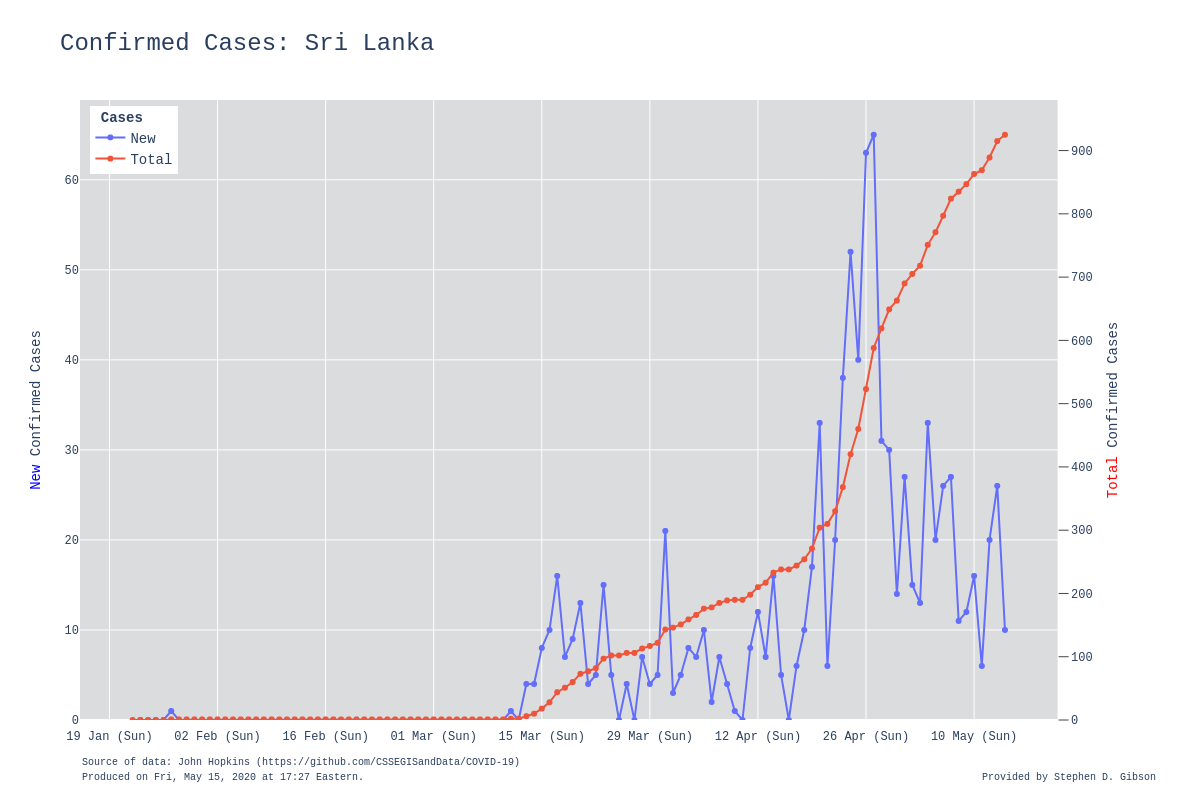 Confirmed Cases: Sri Lanka
Cases
New
Total
60
50
40
30
20
10
0
900
800
700
600
500
400
300
200
100
0
New Confirmed Cases
Total Confirmed Cases
19 Jan (Sun) 02 Feb (Sun) 16 Feb (Sun) 01 Mar (Sun) 15 Mar (Sun) 29 Mar (Sun) 12 Apr (Sun) 26 Apr (Sun) 10 May (Sun)
Source of data: John Hopkins (https://github.com/CSSEGISandData/COVID-19)
Produced on Fri, May 15, 2020 at 17:27 Eastern.
Provided by Stephen D. Gibson